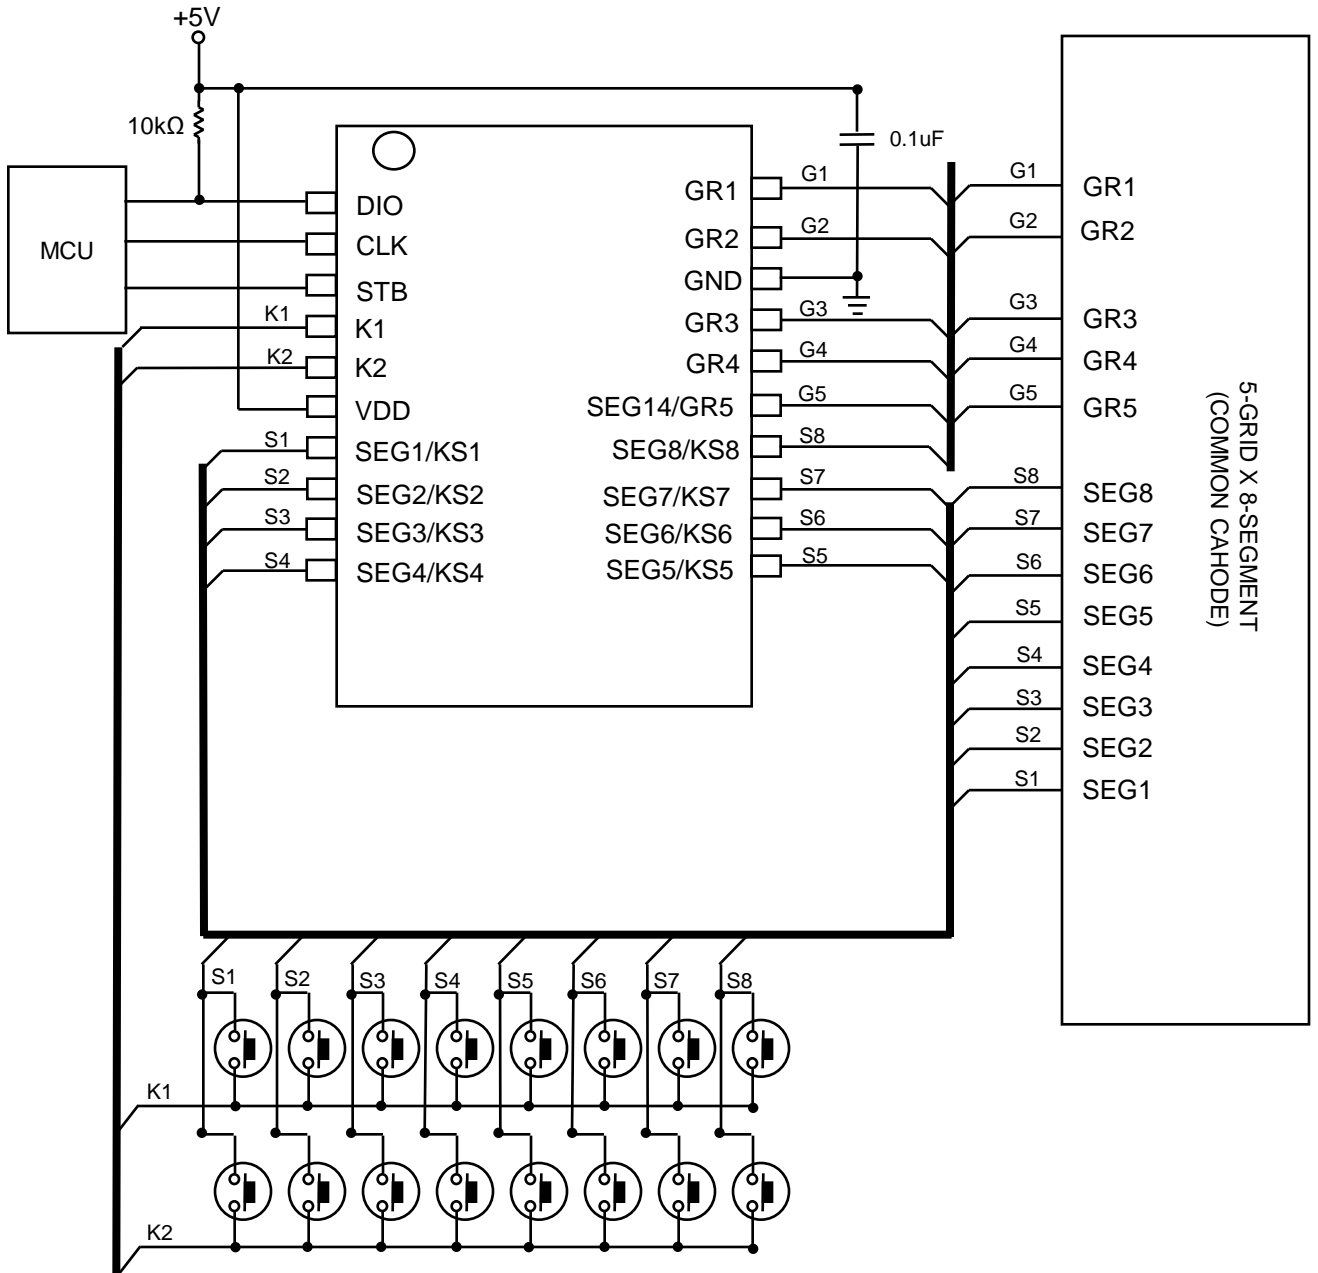 +5V
10kΩ
0.1uF
MCU
DIO
CLK
STB
K1
K1
K2
K2
VDD
S1
SEG1/KS1
S2
SEG2/KS2
S3
SEG3/KS3
S4
SEG4/KS4
GR1
G1
GR2
G2
GND
GR3
G3
GR4
G4
SEG14/GR5
G5
SEG8/KS8
S8
SEG7/KS7
S7
SEG6/KS6
S6
SEG5/KS5
S5
G1
GR1
G2
GR2
G3
GR3
G4
GR4
G5
GR5
S8
SEG8
S7
SEG7
S6
SEG6
S5
SEG5
S4
SEG4
S3
SEG3
S2
SEG2
S1
SEG1
5-GRID X 8-SEGMENT
(COMMON CAHODE)
S1 S2 S3 S4 S5 S6 S7 S8
K1
K2